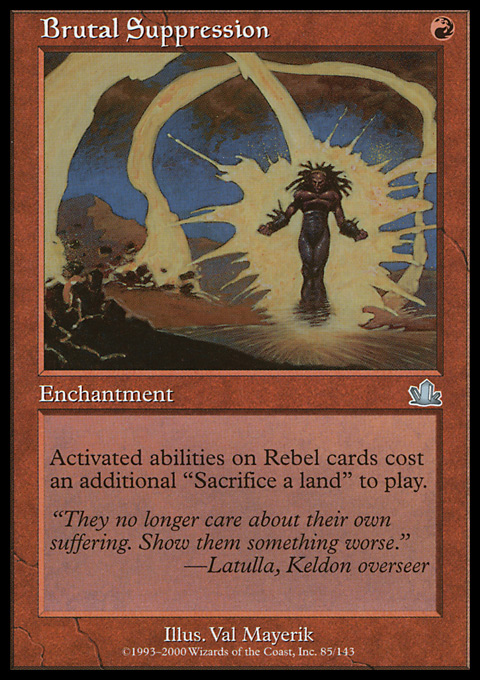 Brutal Suppression
Enchantment
Activated abilities on Rebel cards cost
an additional “Sacrifice a land” to play.
“They no longer care about their own
suffering. Show them something worse.”
—Latulla, Keldon overseer
Illus. Val Mayerik
©1993–2000 Wizards of the Coast, Inc. 85/143